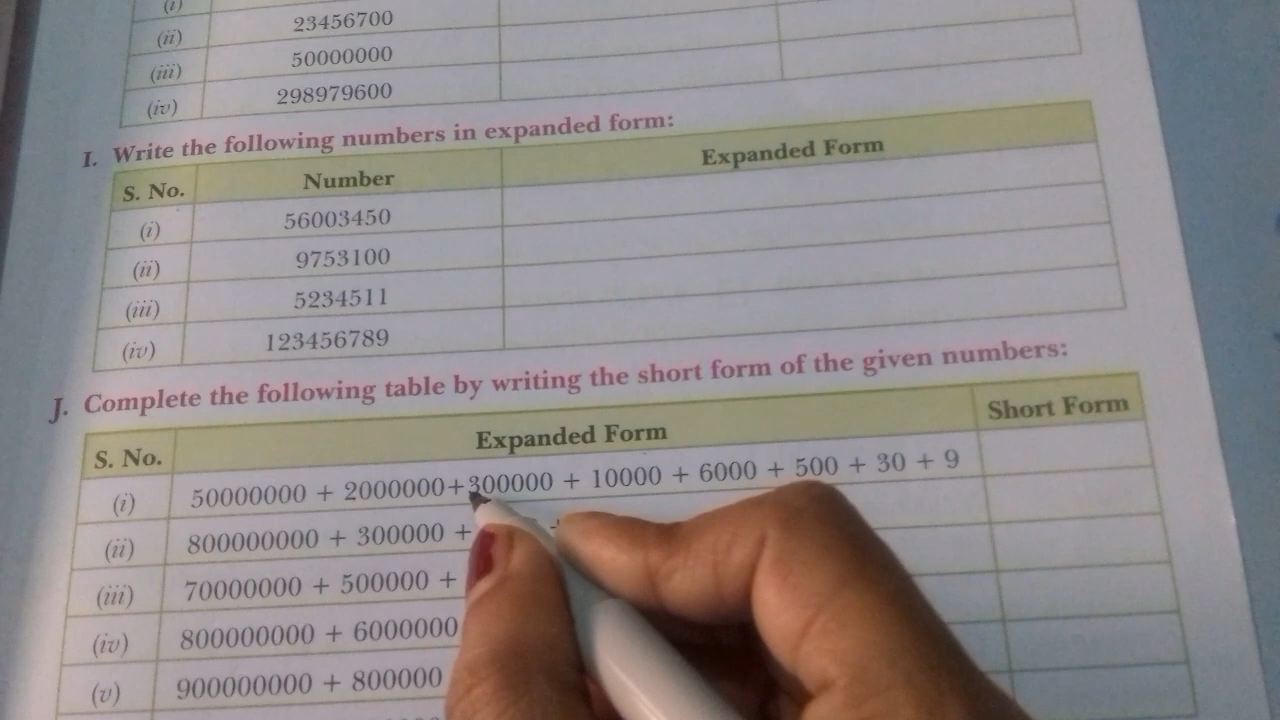 (i)
(ii) 23456700
(iii) 50000000
(iv) 298979600
I. Write the following numbers in expanded form:
S. No. Number Expanded Form
(i) 56003450
(ii) 9753100
(iii) 5234511
(iv) 123456789
J. Complete the following table by writing the short form of the given numbers:
S. No. Expanded Form Short Form
(i) 50000000 + 2000000+300000 + 10000 + 6000 + 500 + 30 + 9
(ii) 800000000 + 300000 +
(iii) 70000000 + 500000 +
(iv) 800000000 + 6000000
(v) 900000000 + 800000